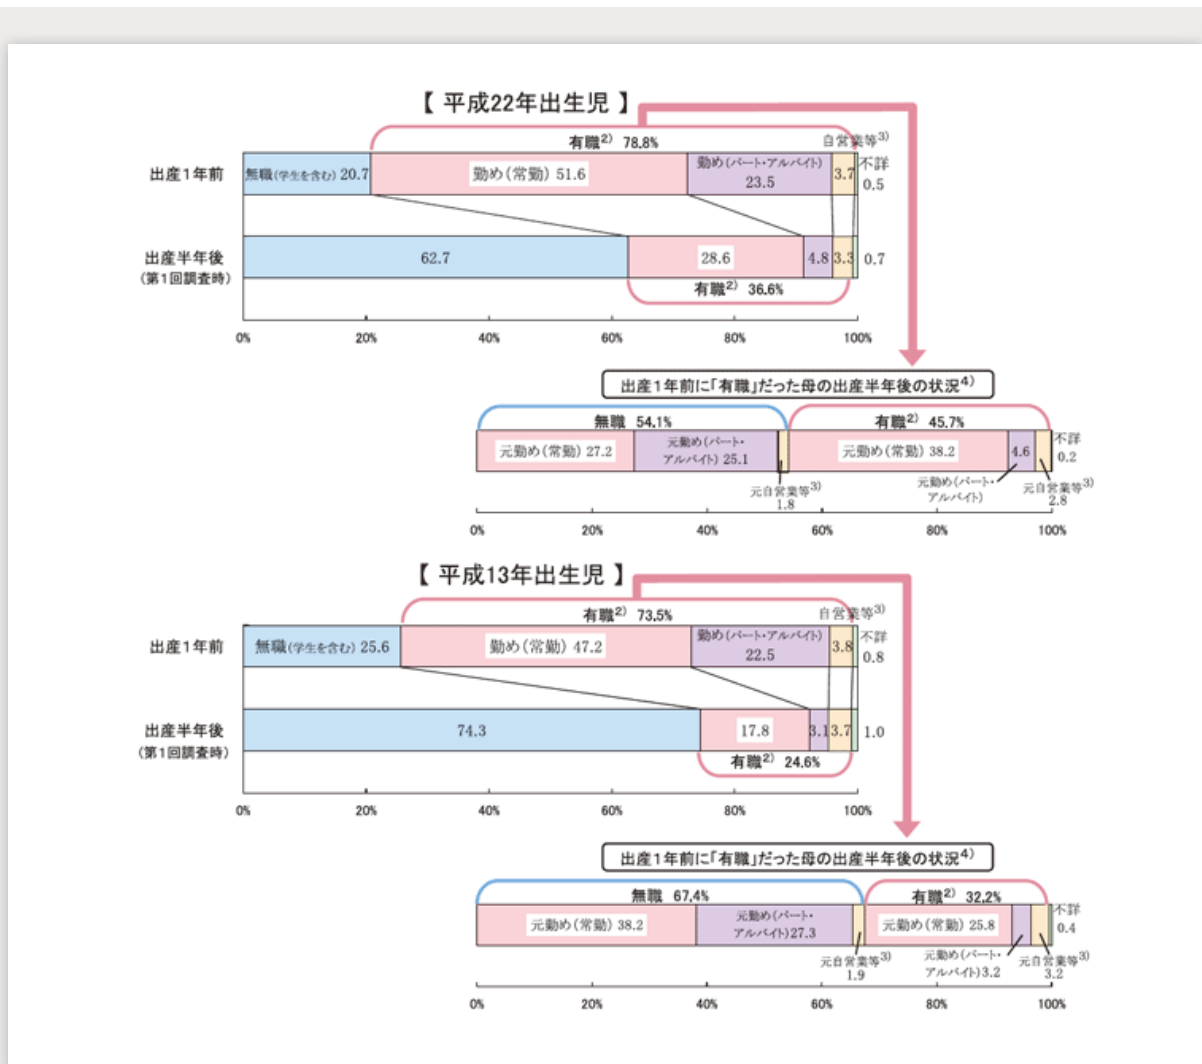 【 平成22年出生児 】
有職2) 78.8%
自営業等3)
出産1年前
無職(学生を含む) 20.7
勤め(常勤) 51.6
勤め(パート・アルバイト)
23.5
3.7
不詳
0.5
出産半年後
(第1回調査時)
62.7
28.6
4.8
3.3
0.7
有職2) 36.6%
0% 20% 40% 60% 80% 100%
出産1年前に「有職」だった母の出産半年後の状況4)
無職 54.1%
有職2) 45.7%
元勤め(常勤) 27.2
元勤め(パート・
アルバイト) 25.1
元勤め(常勤) 38.2
4.6
不詳
0.2
元自営業等3)
1.8
元勤め(パート・
アルバイト)
元自営業等3)
2.8
0% 20% 40% 60% 80% 100%
【 平成13年出生児 】
有職2) 73.5%
自営業等3)
出産1年前
無職(学生を含む) 25.6
勤め(常勤) 47.2
勤め(パート・アルバイト)
22.5
3.8
不詳
0.8
出産半年後
(第1回調査時)
74.3
17.8
3.1
3.7
1.0
有職2) 24.6%
0% 20% 40% 60% 80% 100%
出産1年前に「有職」だった母の出産半年後の状況4)
無職 67.4%
有職2) 32.2%
元勤め(常勤) 38.2
元勤め(パート・
アルバイト)27.3
元勤め(常勤) 25.8
不詳
0.4
元自営業等3)
1.9
元勤め(パート・
アルバイト)3.2
元自営業等3)
3.2
0% 20% 40% 60% 80% 100%